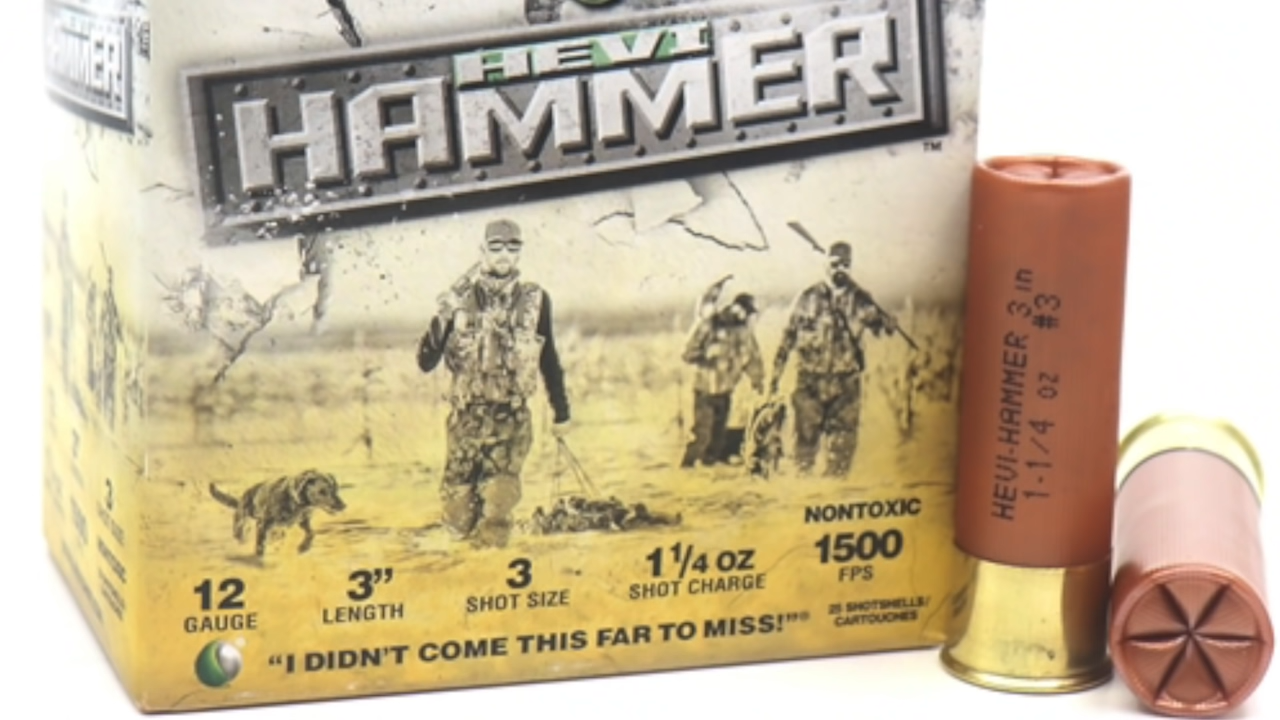 HEVI
HAMMER
™
NONTOXIC
12
GAUGE
3”
LENGTH
3
SHOT SIZE
1 1/4 OZ
SHOT CHARGE
1500
FPS
25 SHOTSHELLS/
CARTOUCHES
“I DIDN'T COME THIS FAR TO MISS!”®
HEVI-HAMMER 3 in
1-1/4 oz #3